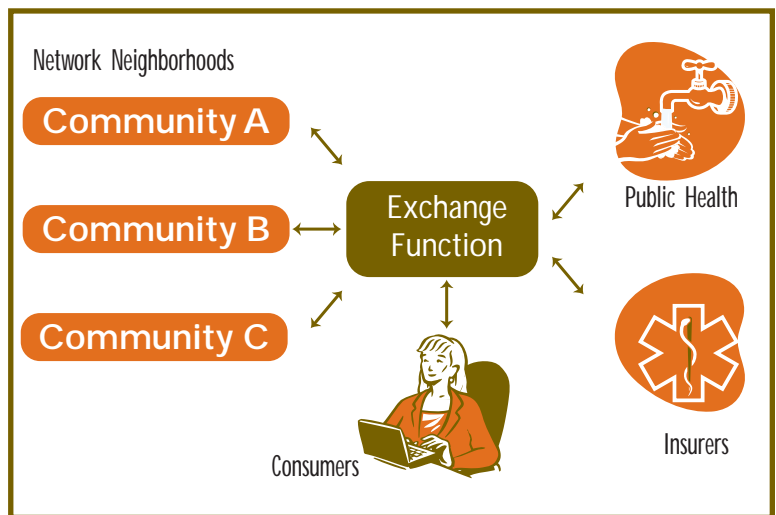 Network Neighborhoods
Community A
Community B
Community C
Exchange
Function
Public Health
Insurers
Consumers